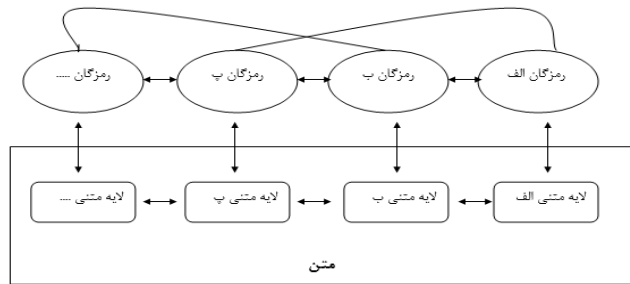 رمزگان الف
رمزگان ب
رمزگان پ
رمزگان .....
لایه متنی الف
لایه متنی ب
لایه متنی پ
لایه متنی ....
متن